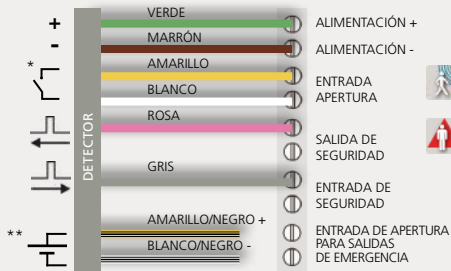 VERDE
+ ALIMENTACIÓN +
MARRÓN
- ALIMENTACIÓN -
AMARILLO
*
ENTRADA
APERTURA
BLANCO
ROSA
DETECTOR
SALIDA DE
SEGURIDAD
GRIS
ENTRADA DE
SEGURIDAD
AMARILLO/NEGRO +
** ENTRADA DE APERTURA
BLANCO/NEGRO - PARA SALIDAS
DE EMERGENCIA